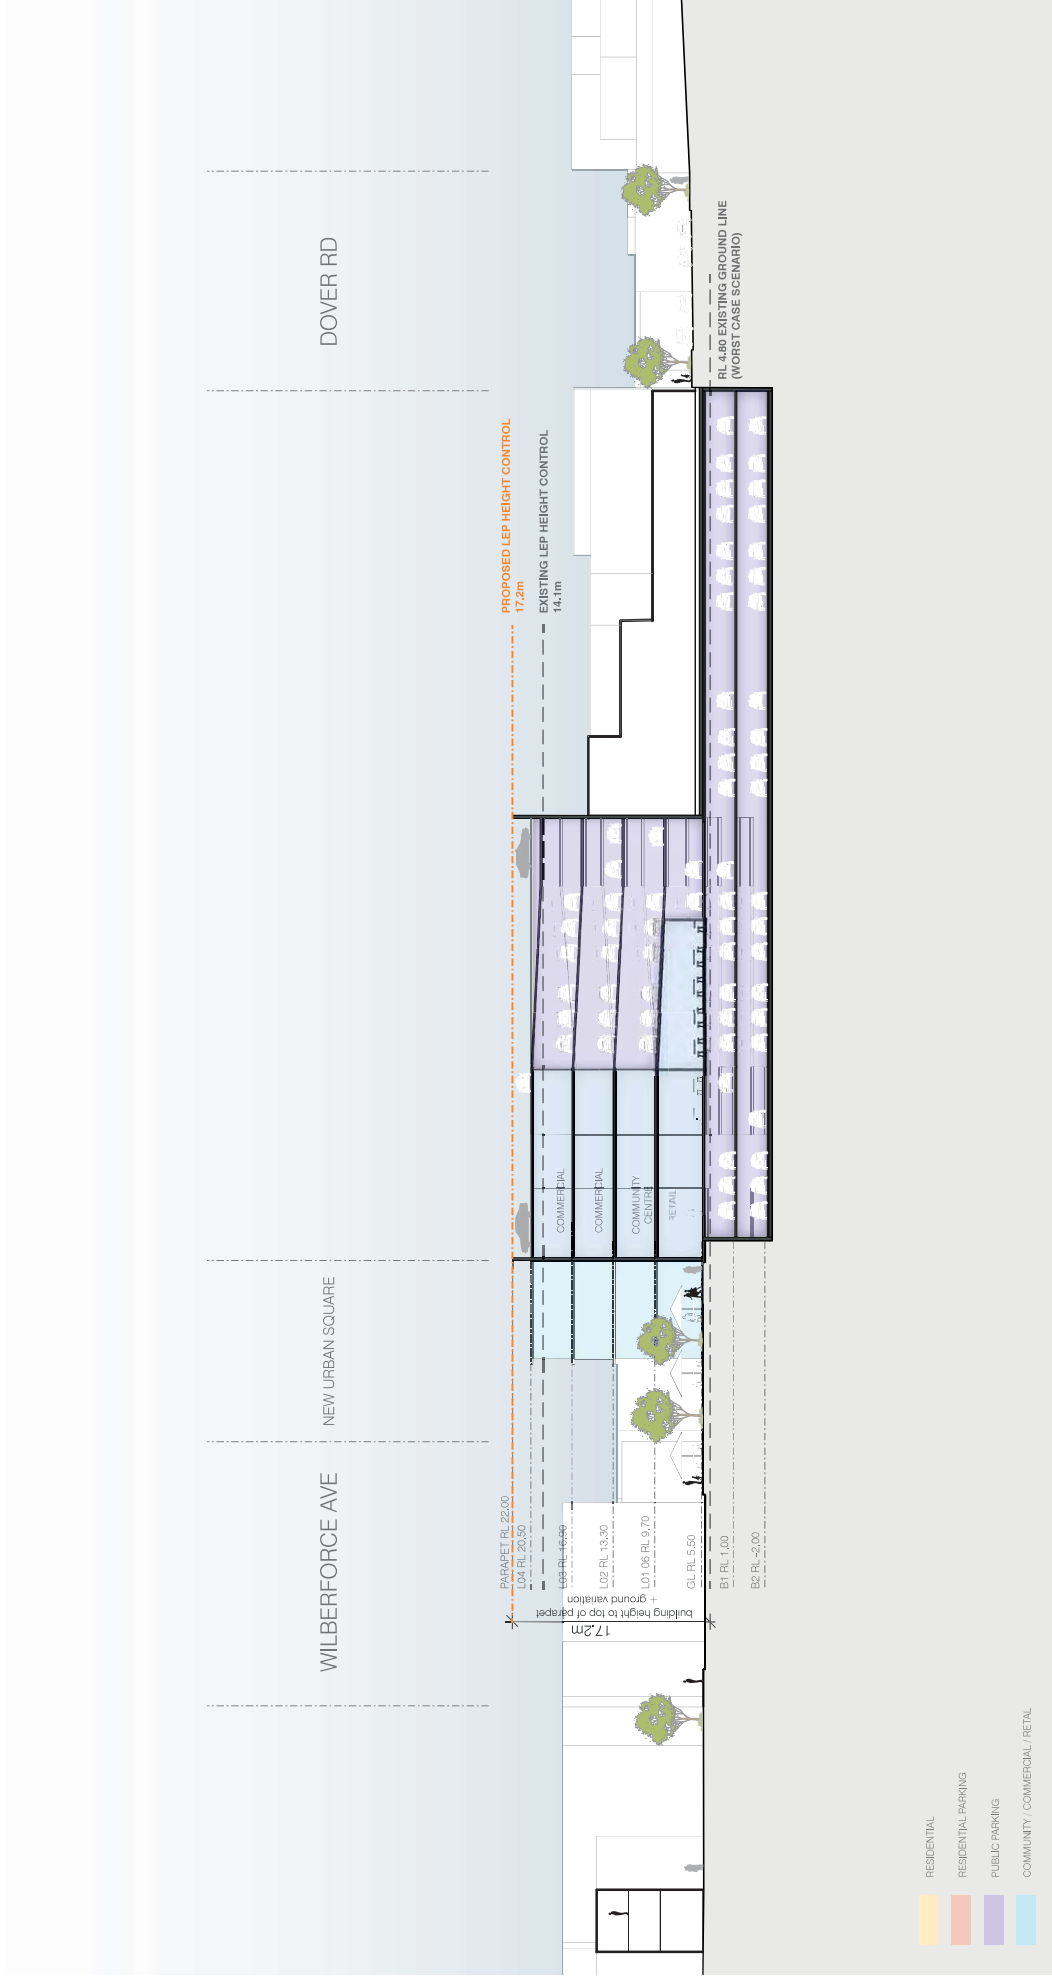 WILBERFORCE AVE
NEW URBAN SQUARE
DOVER RD
PROPOSED LEP HEIGHT CONTROL
17.2m
EXISTING LEP HEIGHT CONTROL
14.1m
PARAPET RL 22.00
L04 RL 20.50
L03 RL 16.90
L02 RL 13.30
L01 06 RL 9.70
GL RL 5.50
B1 RL 1.00
B2 RL -2.00
17.2m
building height to top of parapet
+ ground variation
COMMERCIAL
COMMERCIAL
COMMUNITY
CENTRE
RETAIL
RL 4.80 EXISTING GROUND LINE
(WORST CASE SCENARIO)
RESIDENTIAL
RESIDENTIAL PARKING
PUBLIC PARKING
COMMUNITY / COMMERCIAL / RETAL